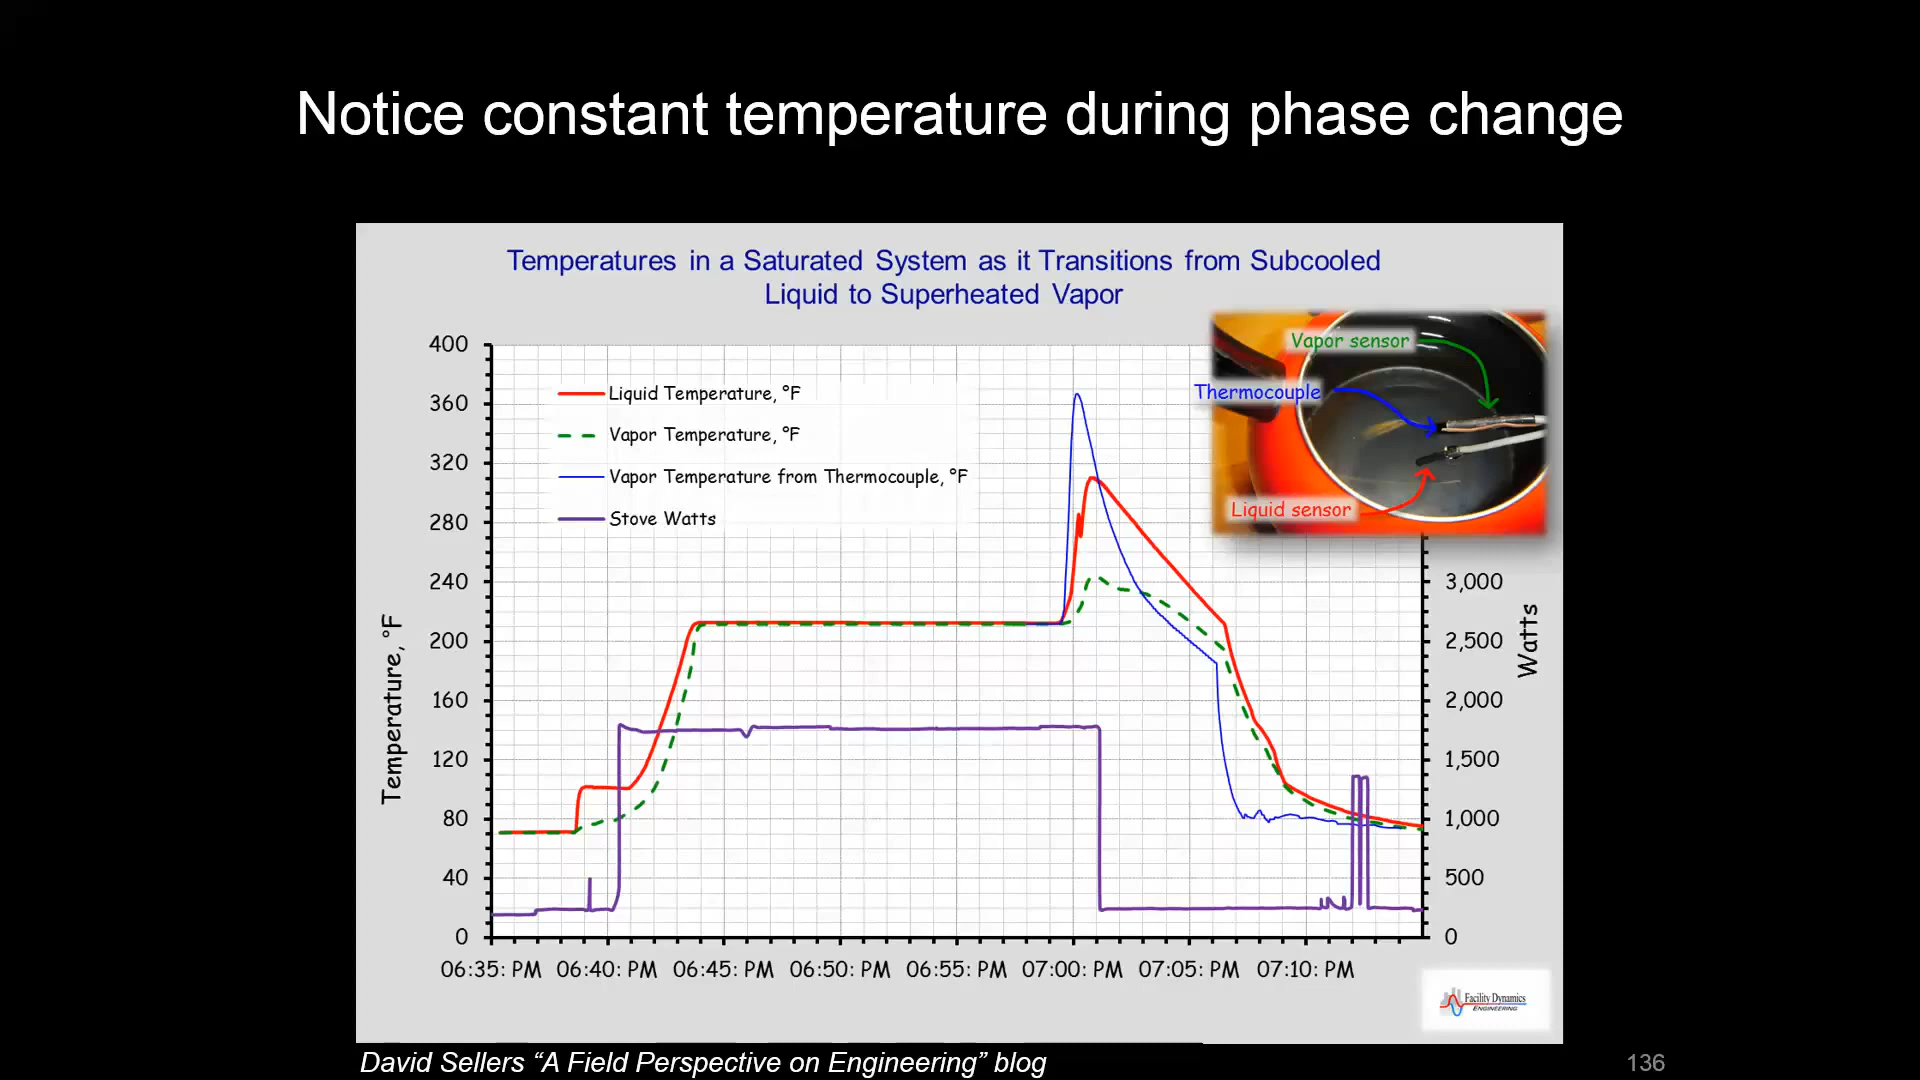 Notice constant temperature during phase change
Temperatures in a Saturated System as it Transitions from Subcooled
Liquid to Superheated Vapor
Vapor sensor
Thermocouple
Liquid sensor
Liquid Temperature, °F
Vapor Temperature, °F
Vapor Temperature from Thermocouple, °F
Stove Watts
Temperature, °F
400
360
320
280
240
200
160
120
80
40
0
3,000
2,500
2,000
1,500
1,000
500
0
Watts
06:35: PM 06:40: PM 06:45: PM 06:50: PM 06:55: PM 07:00: PM 07:05: PM 07:10: PM
Facility Dynamics
ENGINEERING
David Sellers “A Field Perspective on Engineering” blog
136